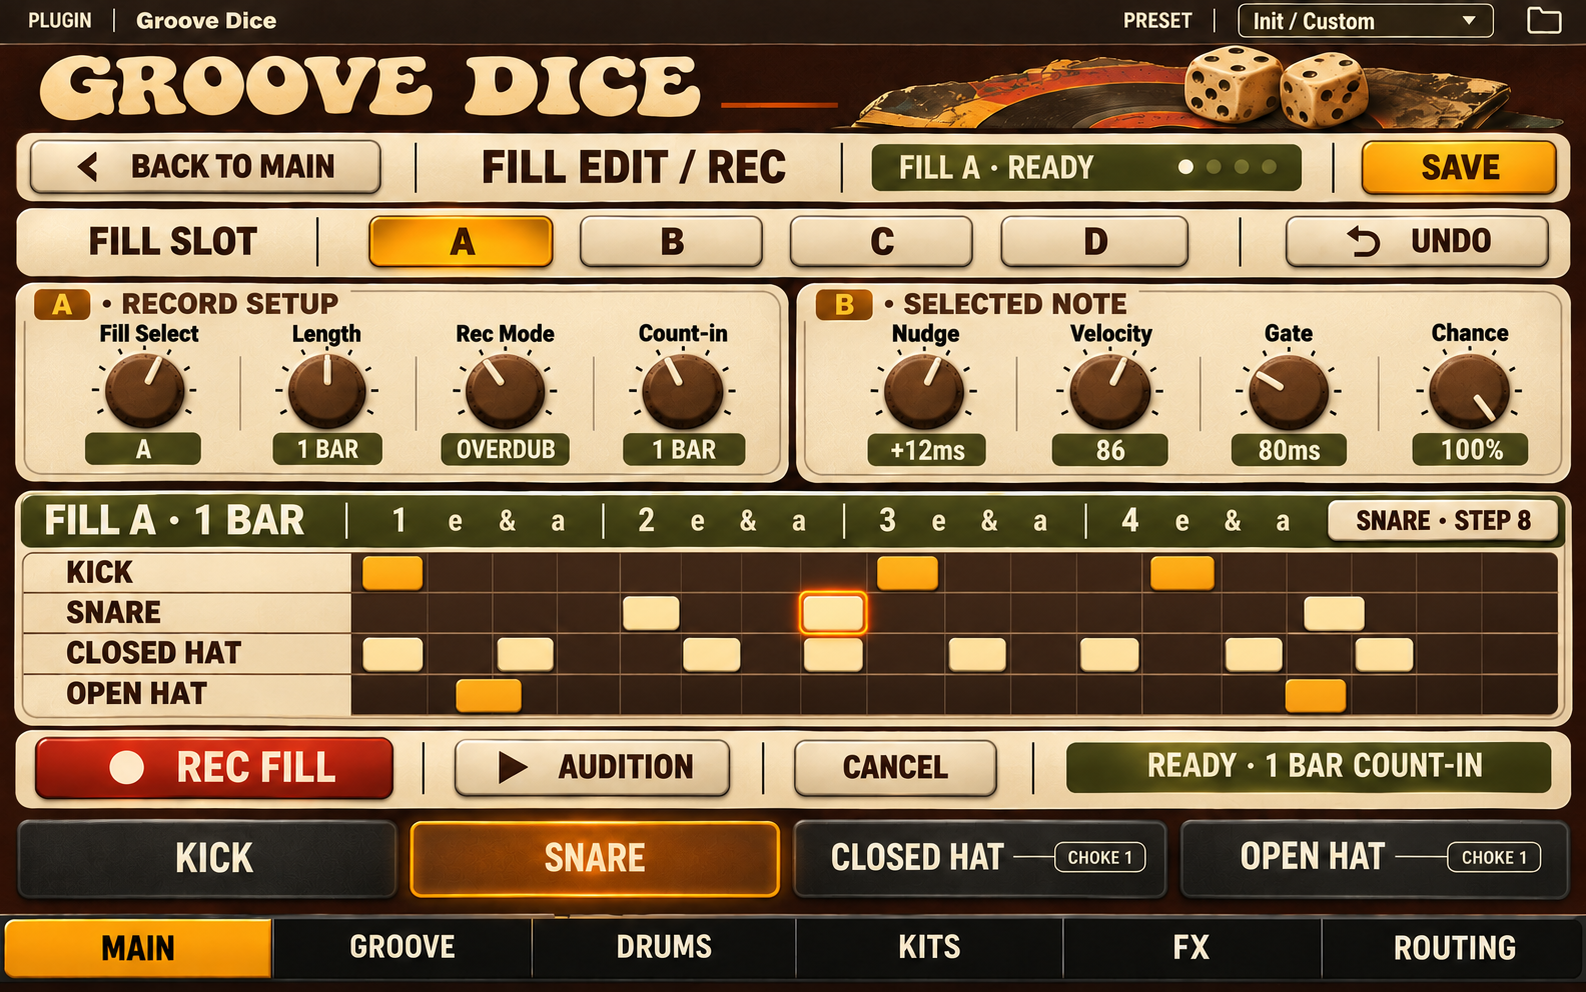 PLUGIN | Groove Dice PRESET | Init / Custom
GROOVE DICE
BACK TO MAIN | FILL EDIT / REC | FILL A · READY | SAVE
FILL SLOT | A B C D | UNDO
A · RECORD SETUP
Fill Select Length Rec Mode Count-in
A 1 BAR OVERDUB 1 BAR
B · SELECTED NOTE
Nudge Velocity Gate Chance
+12ms 86 80ms 100%
FILL A · 1 BAR | 1 e & a | 2 e & a | 3 e & a | 4 e & a SNARE · STEP 8
KICK
SNARE
CLOSED HAT
OPEN HAT
REC FILL | AUDITION | CANCEL | READY · 1 BAR COUNT-IN
KICK SNARE CLOSED HAT CHOKE 1 OPEN HAT CHOKE 1
MAIN GROOVE DRUMS KITS FX ROUTING